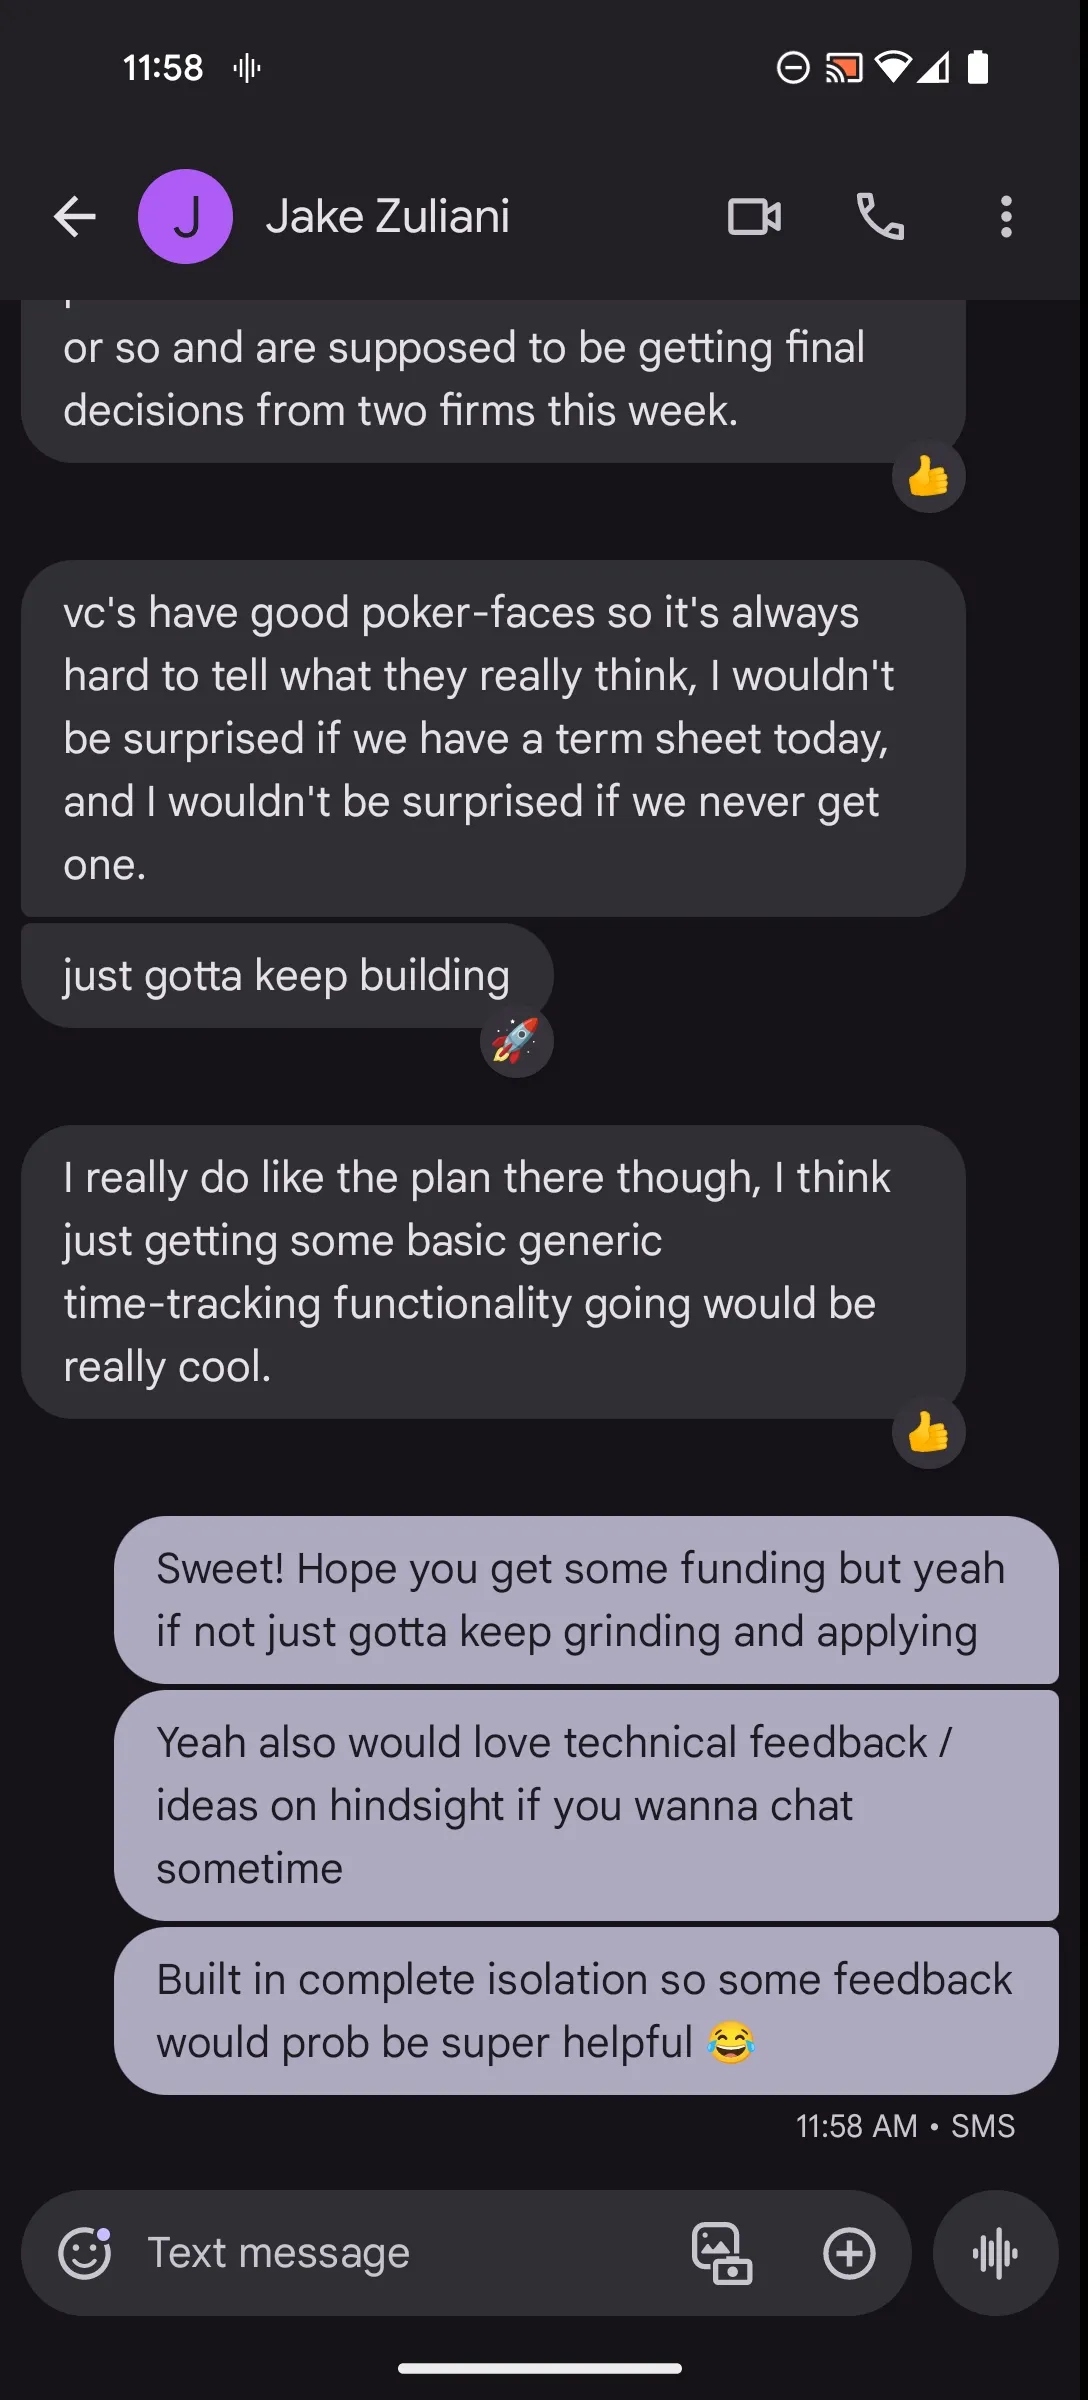 11:58
J
Jake Zuliani
or so and are supposed to be getting final
decisions from two firms this week.
👍
vc's have good poker-faces so it's always
hard to tell what they really think, I wouldn't
be surprised if we have a term sheet today,
and I wouldn't be surprised if we never get
one.
just gotta keep building
🚀
I really do like the plan there though, I think
just getting some basic generic
time-tracking functionality going would be
really cool.
👍
Sweet! Hope you get some funding but yeah
if not just gotta keep grinding and applying
Yeah also would love technical feedback /
ideas on hindsight if you wanna chat
sometime
Built in complete isolation so some feedback
would prob be super helpful 😂
11:58 AM • SMS
Text message